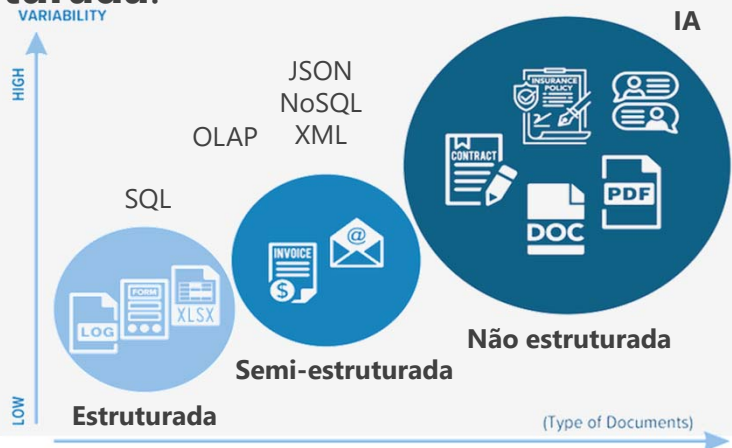 VARIABILITY
IA
HIGH
JSON
NoSQL
XML
OLAP
SQL
INSURANCE
POLICY
CONTRACT
PDF
DOC
@
INVOICE
$
FORM
XLSX
LOG
Não estruturada
Semi-estruturada
Estruturada
LOW
(Type of Documents)